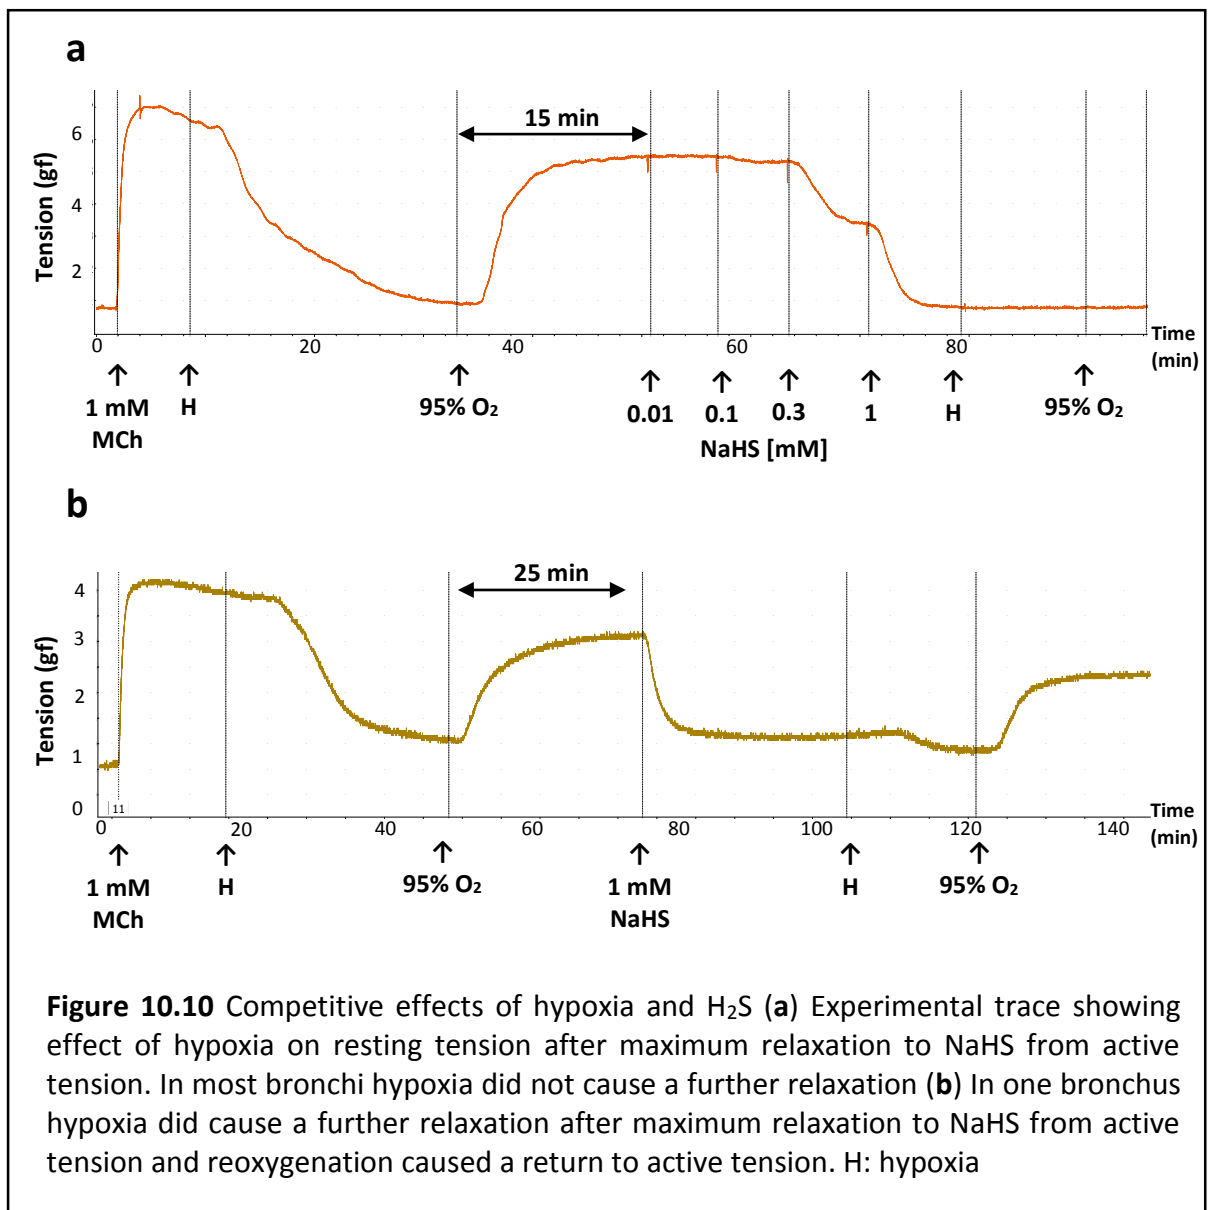 a
15 min
Tension (gf)
6
4
2
0
20
40
60
80
Time
(min)
↑ ↑ ↑ ↑ ↑ ↑ ↑ ↑ ↑
1 mM
MCh
H
95% O₂
0.01
0.1
0.3
1
H
95% O₂
NaHS [mM]
b
25 min
Tension (gf)
4
3
2
1
0
11
0
20
40
60
80
100
120
140
Time
(min)
↑ ↑ ↑ ↑ ↑ ↑
1 mM
MCh
H
95% O₂
1 mM
NaHS
H
95% O₂
Figure 10.10 Competitive effects of hypoxia and H₂S (a) Experimental trace showing
effect of hypoxia on resting tension after maximum relaxation to NaHS from active
tension. In most bronchi hypoxia did not cause a further relaxation (b) In one bronchus
hypoxia did cause a further relaxation after maximum relaxation to NaHS from active
tension and reoxygenation caused a return to active tension. H: hypoxia